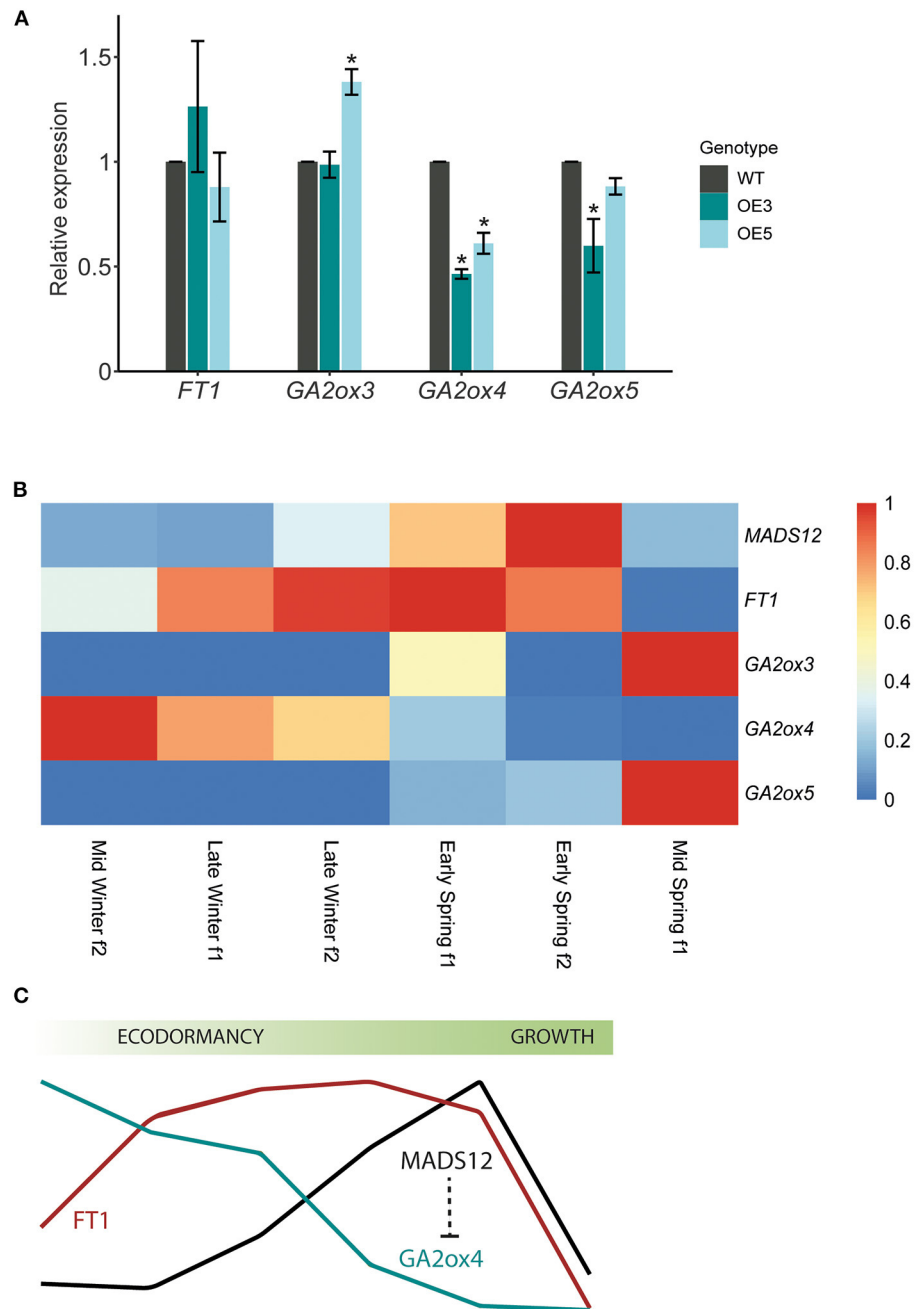 A
Relative expression
1.5
1
0.5
0
*
*
*
*
FT1
GA2ox3
GA2ox4
GA2ox5
Genotype
WT
OE3
OE5
B
MADS12
FT1
GA2ox3
GA2ox4
GA2ox5
1
0.8
0.6
0.4
0.2
0
Mid Winter f2
Late Winter f1
Late Winter f2
Early Spring f1
Early Spring f2
Mid Spring f1
C
ECODORMANCY
GROWTH
MADS12
FT1
GA2ox4